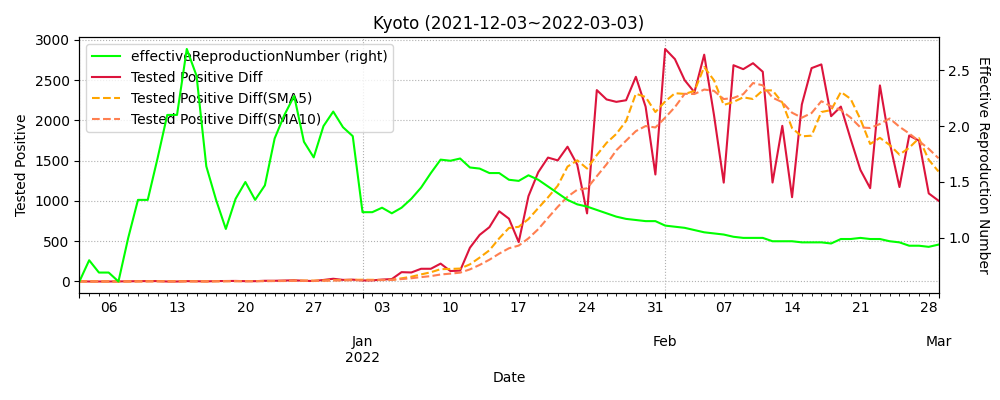 Kyoto (2021-12-03~2022-03-03)
effectiveReproductionNumber (right)
Tested Positive Diff
Tested Positive Diff(SMA5)
Tested Positive Diff(SMA10)
Tested Positive
3000
2500
2000
1500
1000
500
0
Effective Reproduction Number
2.5
2.0
1.5
1.0
06 13 20 27 03 10 17 24 31 07 14 21 28
Jan Feb Mar
2022
Date